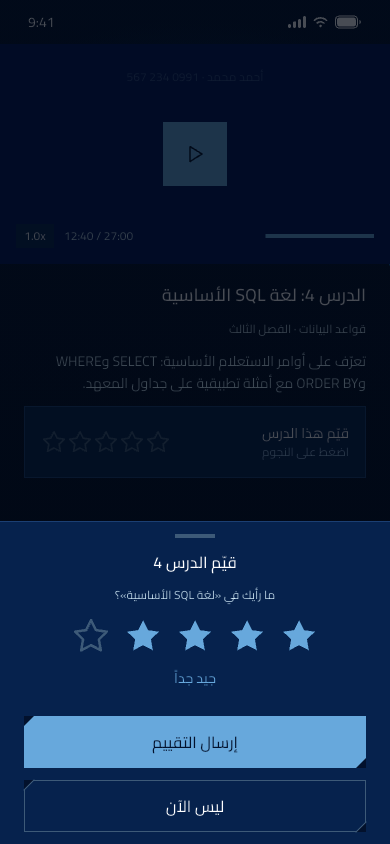 9:41
أحمد محمد · 0991 234 567
1.0x
12:40 / 27:00
الدرس 4: لغة SQL الأساسية
قواعد البيانات · الفصل الثالث
تعرّف على أوامر الاستعلام الأساسية: SELECT وWHERE
وORDER BY مع أمثلة تطبيقية على جداول المعهد.
قيّم هذا الدرس
اضغط على النجوم
قيّم الدرس 4
ما رأيك في «لغة SQL الأساسية»؟
جيد جداً
إرسال التقييم
ليس الآن